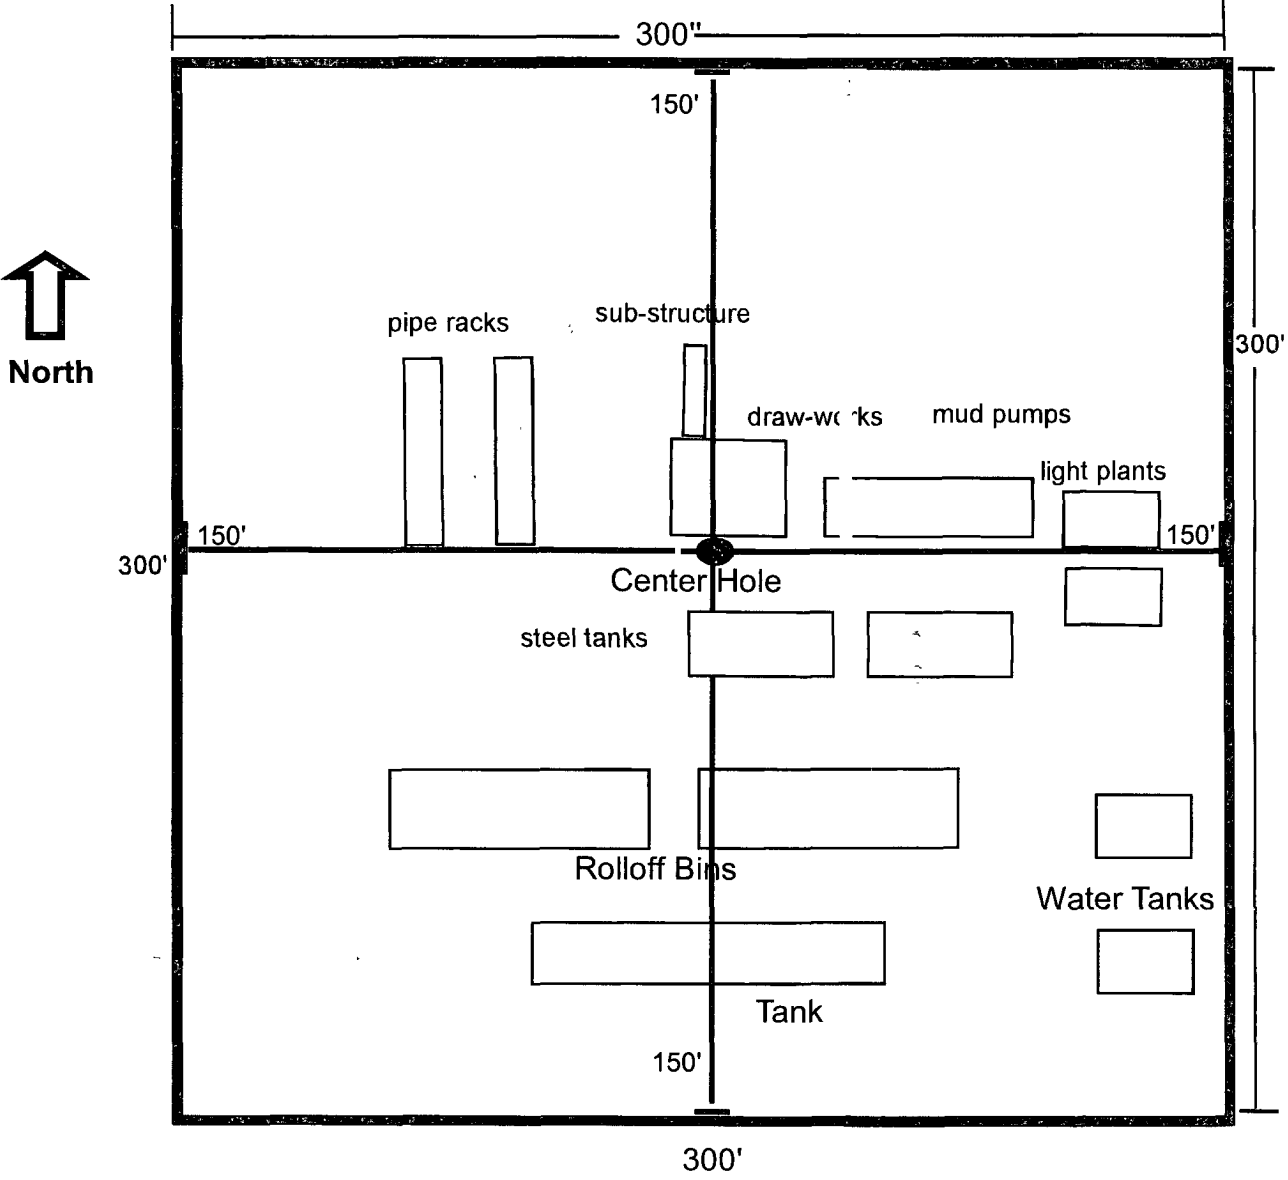 300"
150'
sub-structure
pipe racks
300'
North
draw-wo ks
mud pumps
light plants
150'
150'
300'
Center Hole
steel tanks
Rolloff Bins
Water Tanks
Tank
150'
300'